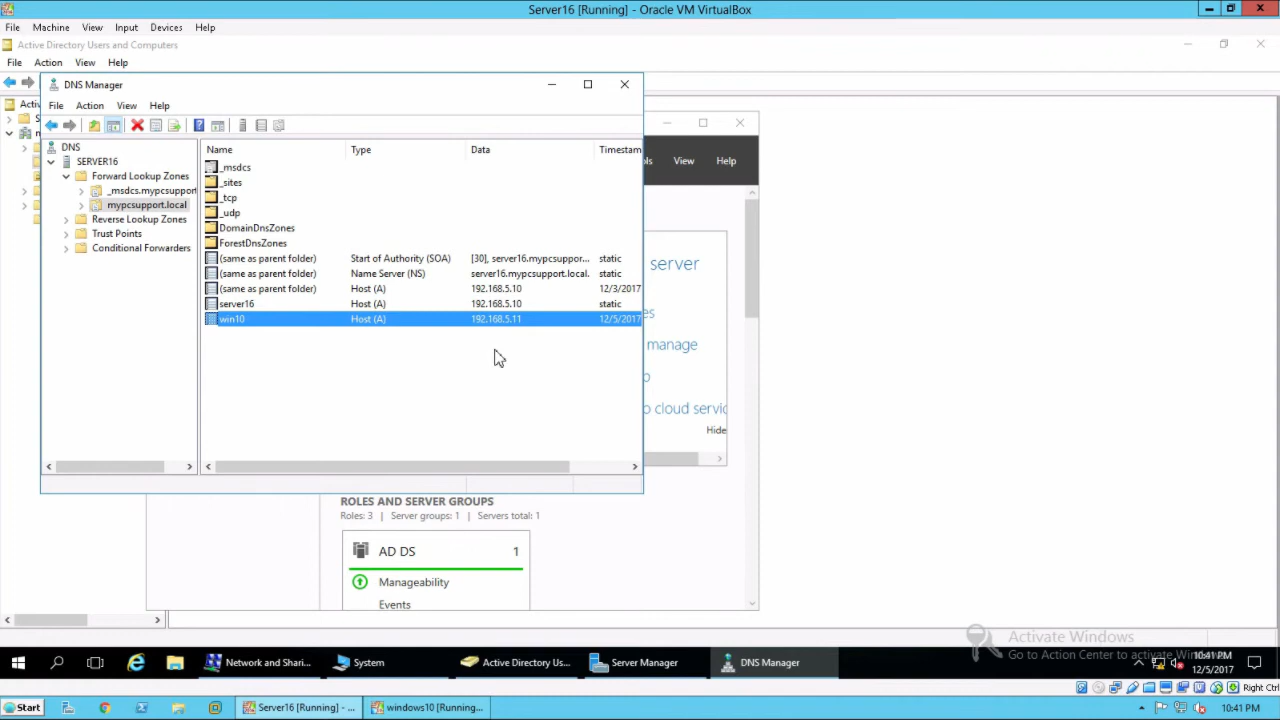 Server16 [Running] - Oracle VM VirtualBox
File Machine View Input Devices Help
Active Directory Users and Computers
File Action View Help
DNS Manager
File Action View Help
DNS
SERVER16
Forward Lookup Zones
_msdcs.mypcsupport
mypcsupport.local
Reverse Lookup Zones
Trust Points
Conditional Forwarders
Name Type Data Timestam
_msdcs
_sites
_tcp
_udp
DomainDnsZones
ForestDnsZones
(same as parent folder) Start of Authority (SOA) [30], server16.mypcsuppor... static
(same as parent folder) Name Server (NS) server16.mypcsupport.local. static
(same as parent folder) Host (A) 192.168.5.10 12/3/2017
server16 Host (A) 192.168.5.10 static
win10 Host (A) 192.168.5.11 12/5/2017
View Help
server
manage
o cloud servic
Hide
ROLES AND SERVER GROUPS
Roles: 3 | Server groups: 1 | Servers total: 1
AD DS 1
Manageability
Events
Activate Windows
Go to Action Center to activate
Network and Shari... System Active Directory Us... Server Manager DNS Manager
10:41 PM
12/5/2017
Right Ctrl
Start Server16 [Running] - ... windows10 [Running... 10:41 PM